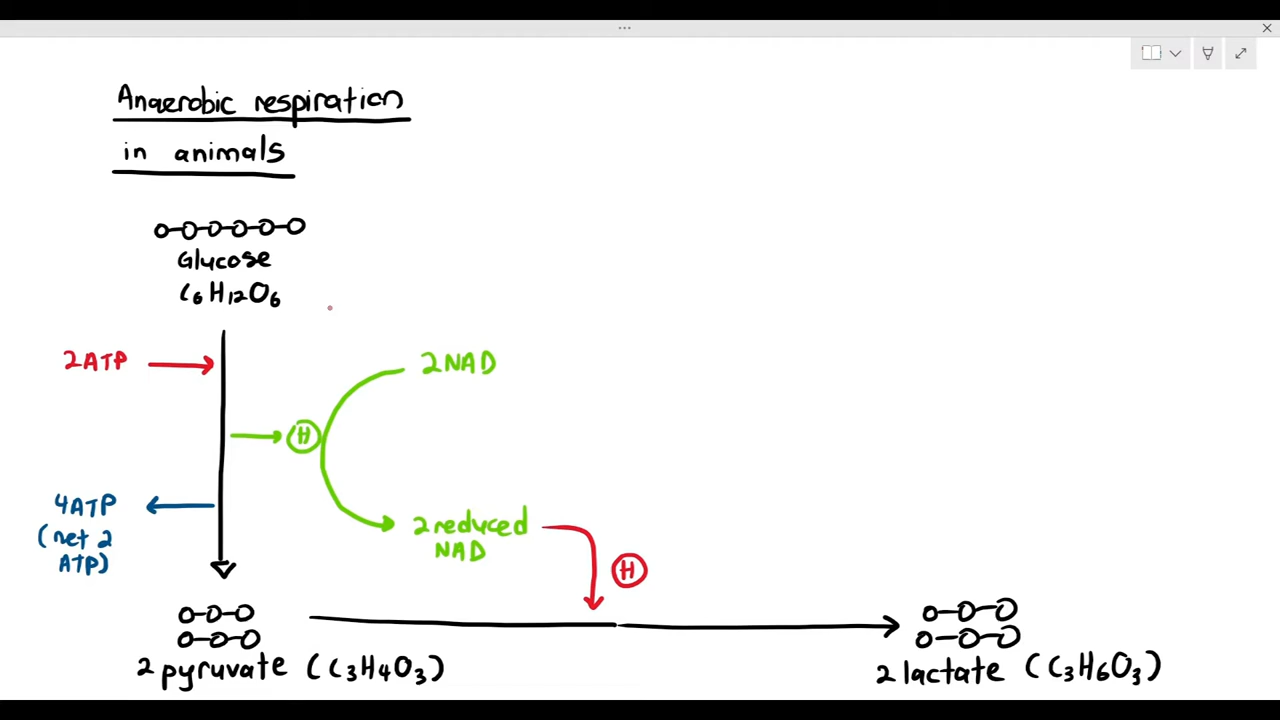 Anaerobic respiration
in animals
Glucose
C6H12O6
2ATP
2NAD
H
4ATP
(net 2
ATP)
2 reduced
NAD
H
2 pyruvate (C3H4O3)
2 lactate (C3H6O3)